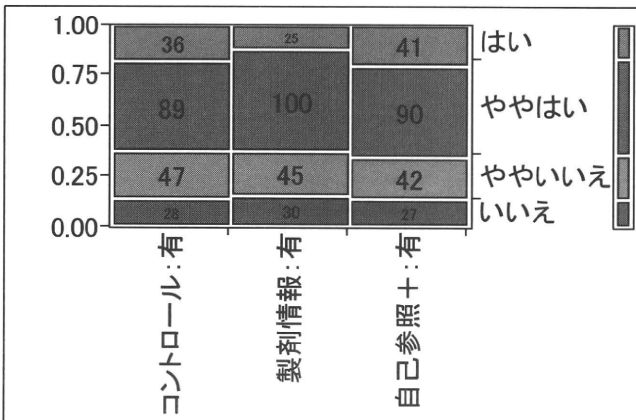 1.00
0.75
0.50
0.25
0.00
36 25 41
89 100 90
47 45 42
28 30 27
はい
ややはい
ややいいえ
いいえ
コントロール:有
製剤情報:有
自己参照+:有